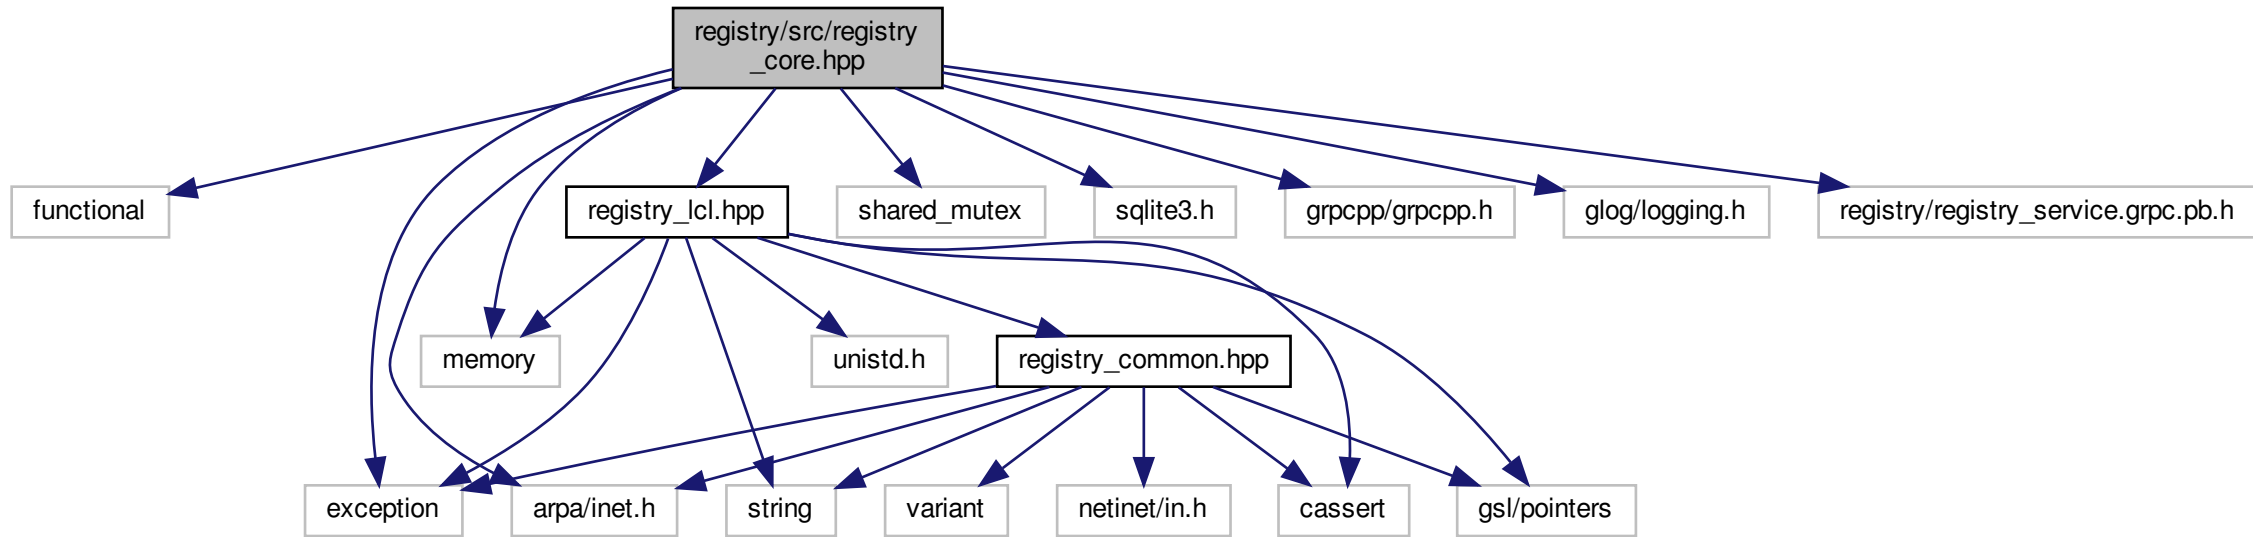 registry/src/registry
_core.hpp
functional
registry_lcl.hpp
shared_mutex
sqlite3.h
grpcpp/grpcpp.h
glog/logging.h
registry/registry_service.grpc.pb.h
memory
unistd.h
registry_common.hpp
exception
arpa/inet.h
string
variant
netinet/in.h
cassert
gsl/pointers